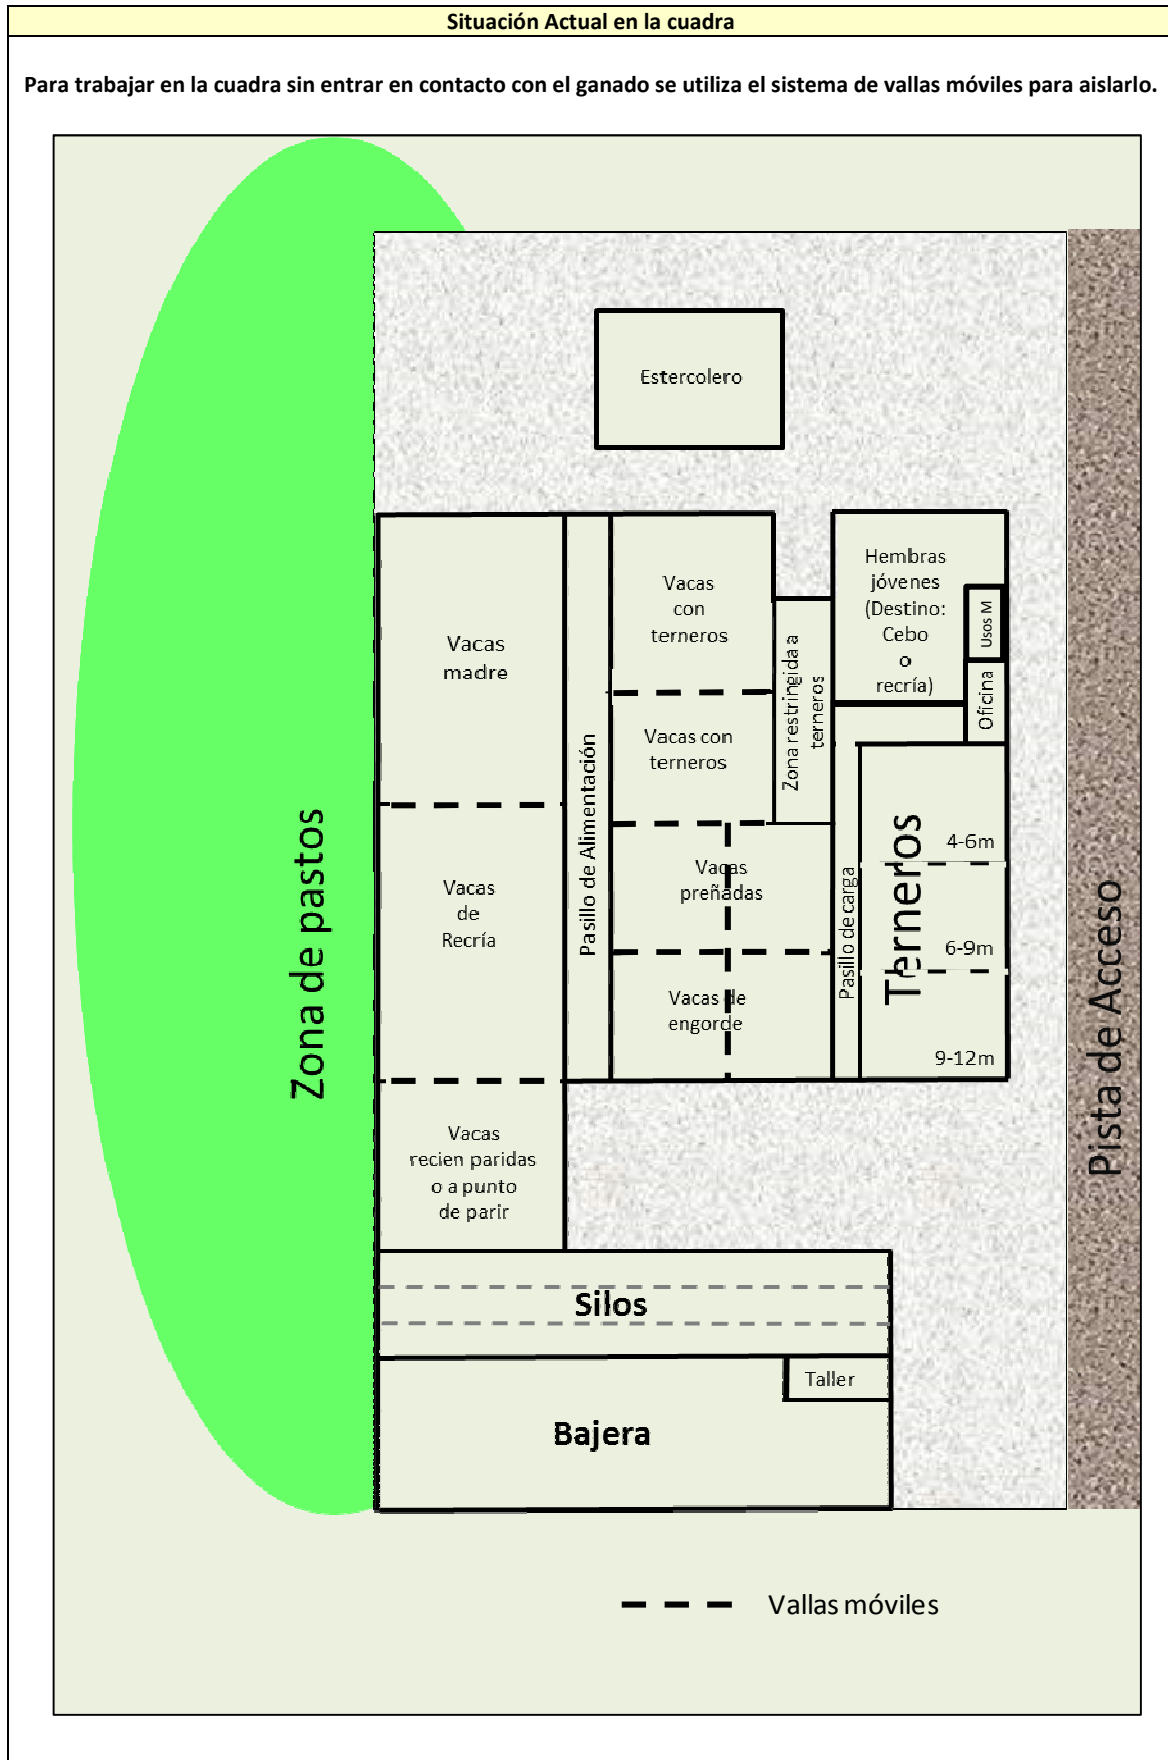 Situación Actual en la cuadra
Para trabajar en la cuadra sin entrar en contacto con el ganado se utiliza el sistema de vallas móviles para aislarlo.
Estercolero
Vacas
madre
Vacas
de
Recría
Vacas
recien paridas
o a punto
de parir
Pasillo de Alimentación
Vacas
con
terneros
Vacas con
terneros
Vacas
preñadas
Vacas de
engorde
Zona restringida a
terneros
Hembras
jóvenes
(Destino:
Cebo
o
recría)
Usos M
Oficina
Pasillo de carga
Terneros
4-6m
6-9m
9-12m
Zona de pastos
Pista de Acceso
Silos
Taller
Bajera
Vallas móviles